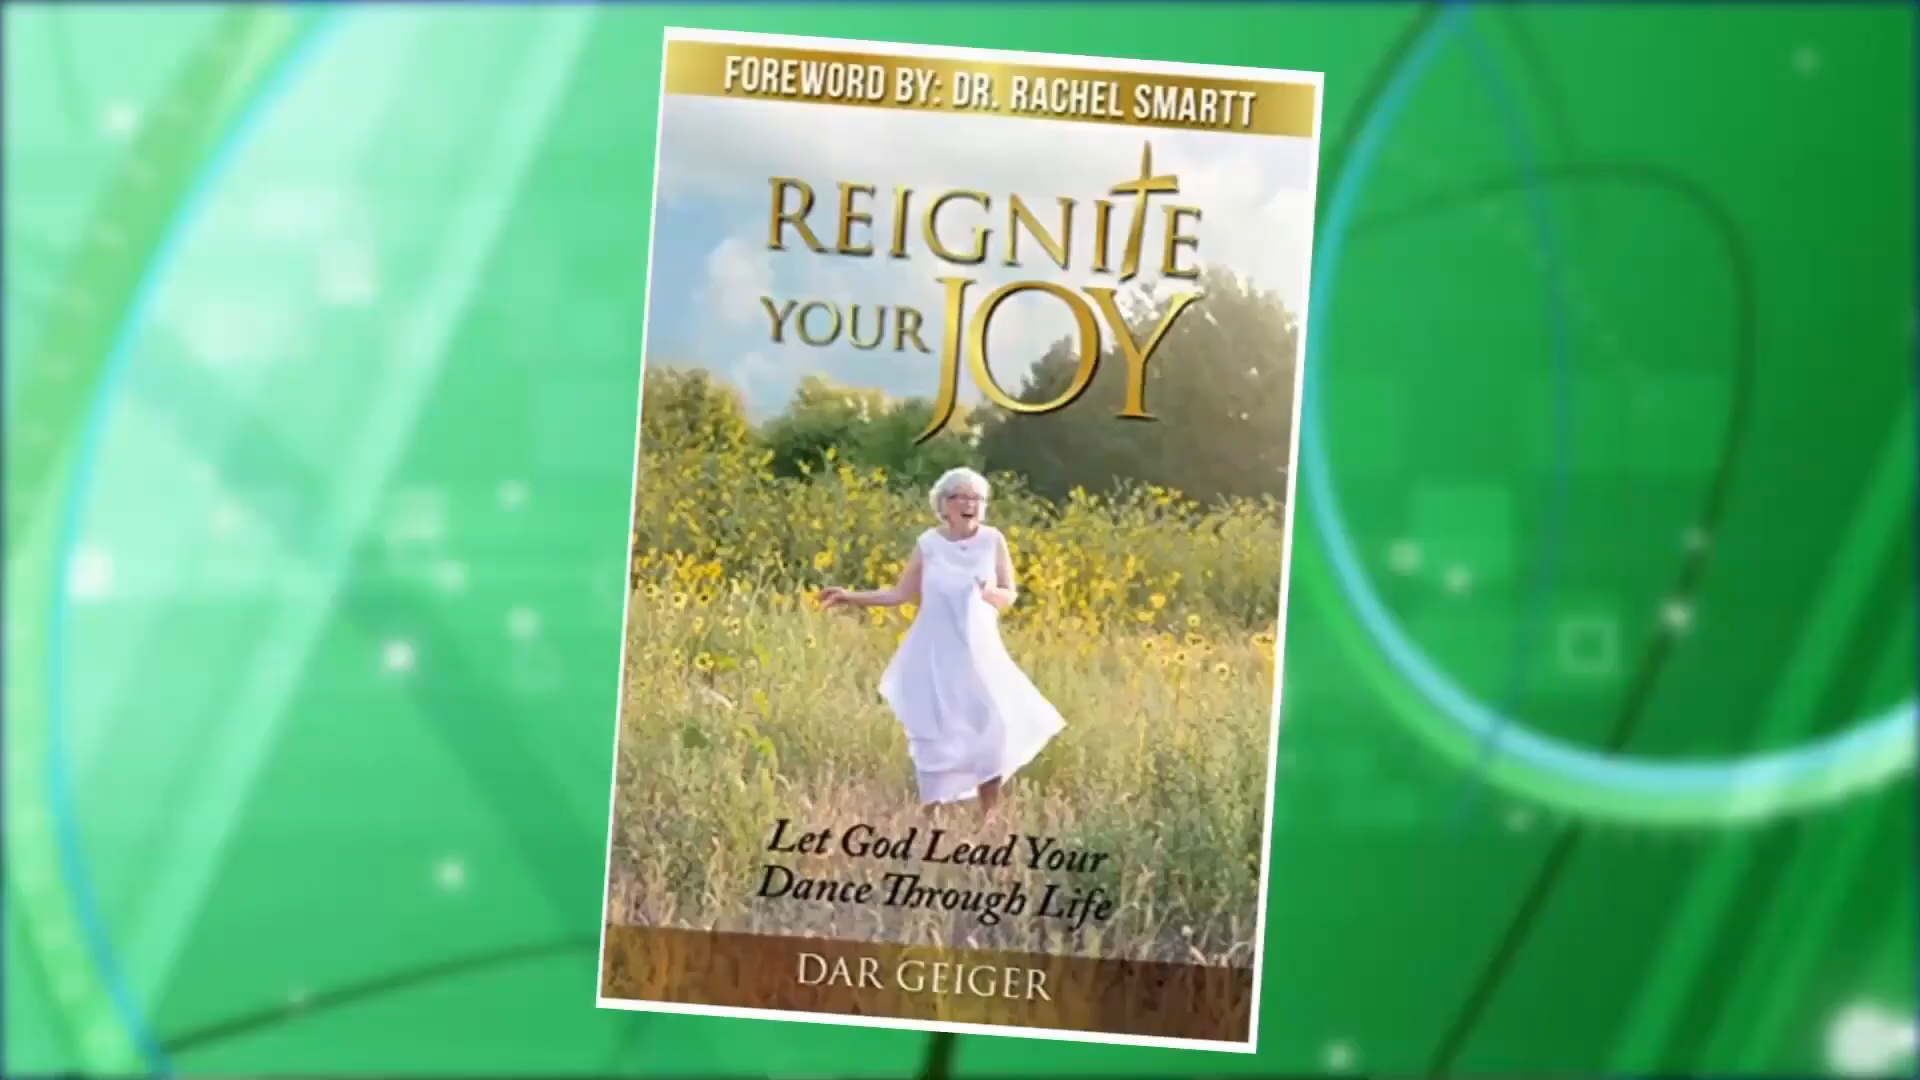 FOREWORD BY: DR. RACHEL SMARTT
REIGNITE
YOUR JOY
Let God Lead Your
Dance Through Life
DAR GEIGER